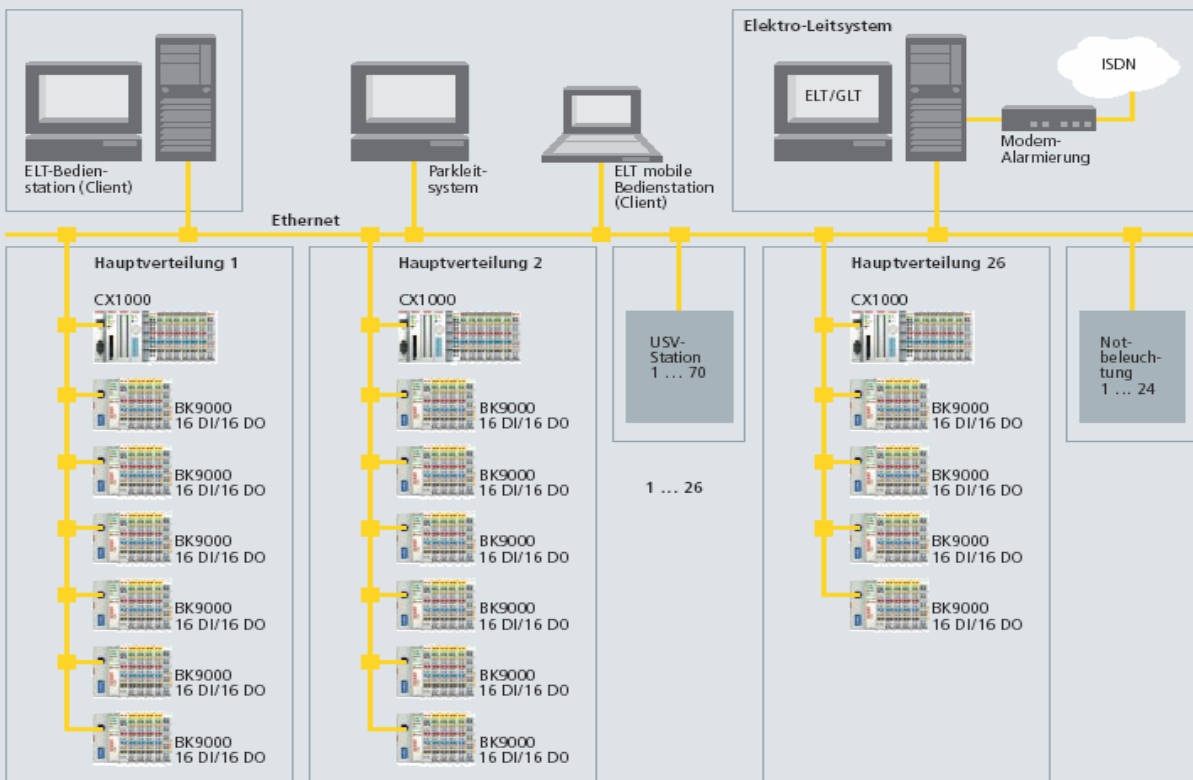 Elektro-Leitsystem
ISDN
ELT/GLT
Modem-
Alarmierung
ELT-Bedien-
station (Client)
Parkleit-
system
ELT mobile
Bedienstation
(Client)
Ethernet
Hauptverteilung 1
CX1000
BK9000
16 DI/16 DO
BK9000
16 DI/16 DO
BK9000
16 DI/16 DO
BK9000
16 DI/16 DO
BK9000
16 DI/16 DO
BK9000
16 DI/16 DO
Hauptverteilung 2
CX1000
BK9000
16 DI/16 DO
BK9000
16 DI/16 DO
BK9000
16 DI/16 DO
BK9000
16 DI/16 DO
BK9000
16 DI/16 DO
BK9000
16 DI/16 DO
USV-
Station
1 ... 70
1 ... 26
Hauptverteilung 26
CX1000
BK9000
16 DI/16 DO
BK9000
16 DI/16 DO
BK9000
16 DI/16 DO
BK9000
16 DI/16 DO
Not-
beleuch-
tung
1 ... 24